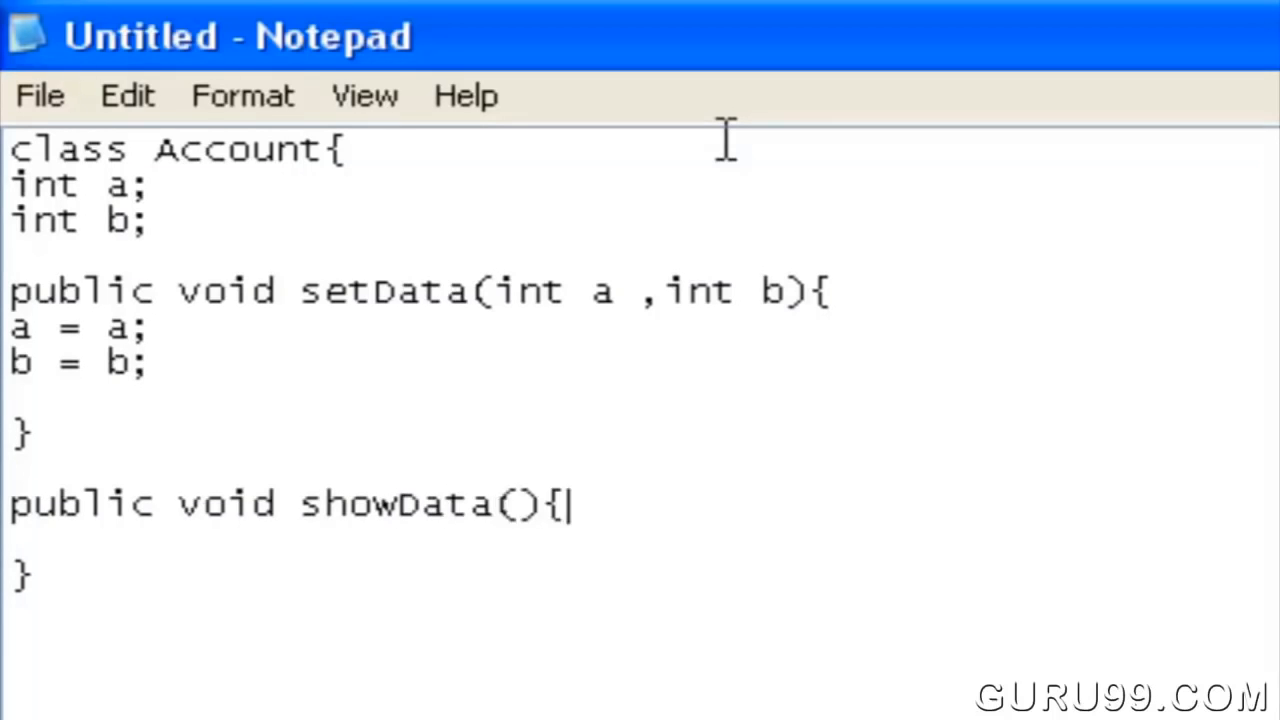 Untitled - Notepad
File Edit Format View Help
class Account{
int a;
int b;
public void setData(int a ,int b){
a = a;
b = b;
}
public void showData(){
}
GURU99.COM